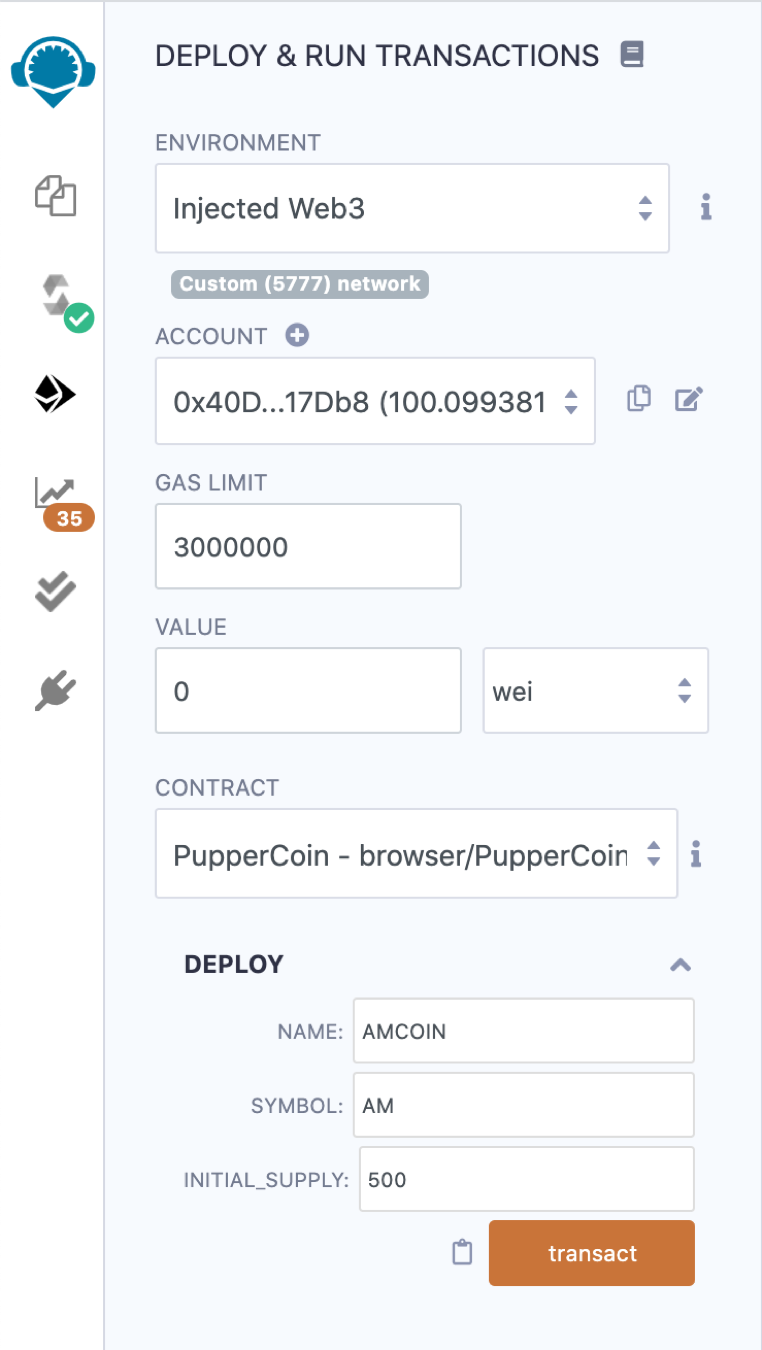 DEPLOY & RUN TRANSACTIONS
ENVIRONMENT
Injected Web3
Custom (5777) network
ACCOUNT
0x40D...17Db8 (100.099381
GAS LIMIT
35
3000000
VALUE
0 wei
CONTRACT
PupperCoin - browser/PupperCoin
DEPLOY
NAME: AMCOIN
SYMBOL: AM
INITIAL_SUPPLY: 500
transact